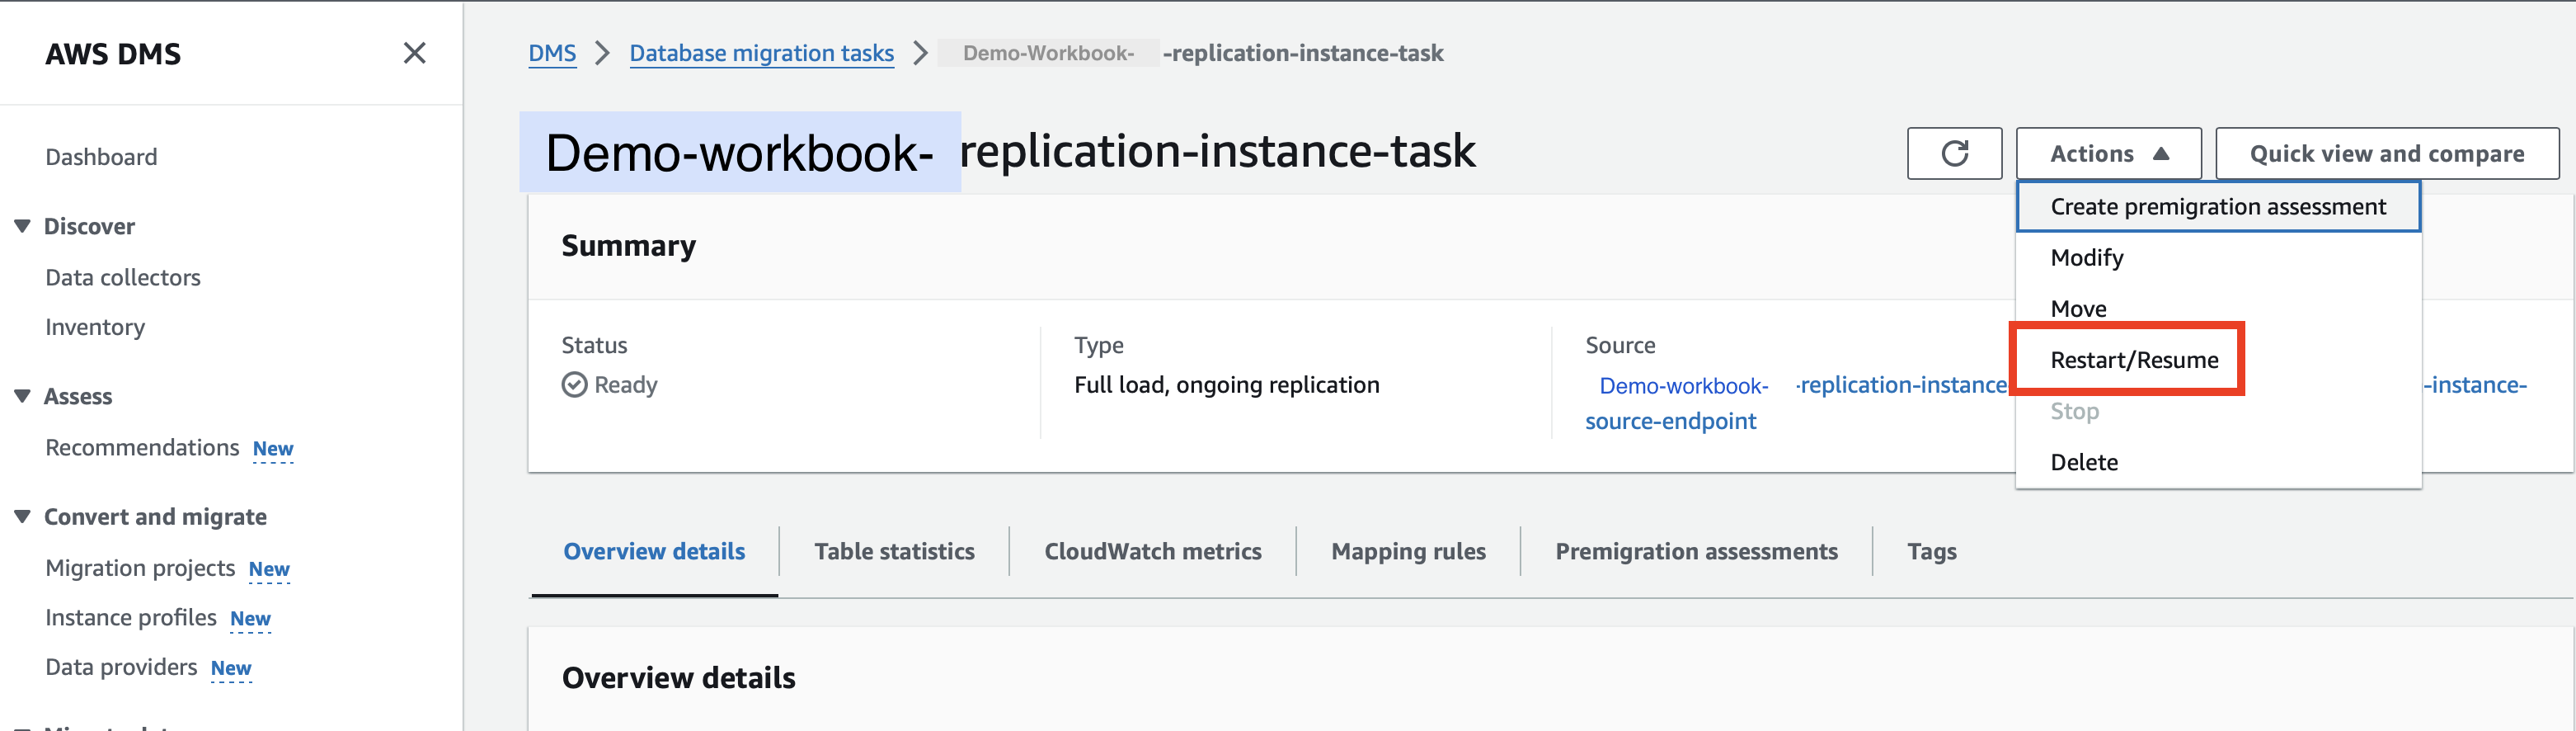 AWS DMS
Dashboard
Discover
Data collectors
Inventory
Assess
Recommendations New
Convert and migrate
Migration projects New
Instance profiles New
Data providers New
DMS > Database migration tasks > Demo-Workbook- -replication-instance-task
Demo-workbook- replication-instance-task
Actions
Quick view and compare
Create premigration assessment
Modify
Move
Restart/Resume
Stop
Delete
Summary
Status
Ready
Type
Full load, ongoing replication
Source
Demo-workbook- -replication-instance-
source-endpoint
-instance-
Overview details
Table statistics
CloudWatch metrics
Mapping rules
Premigration assessments
Tags
Overview details